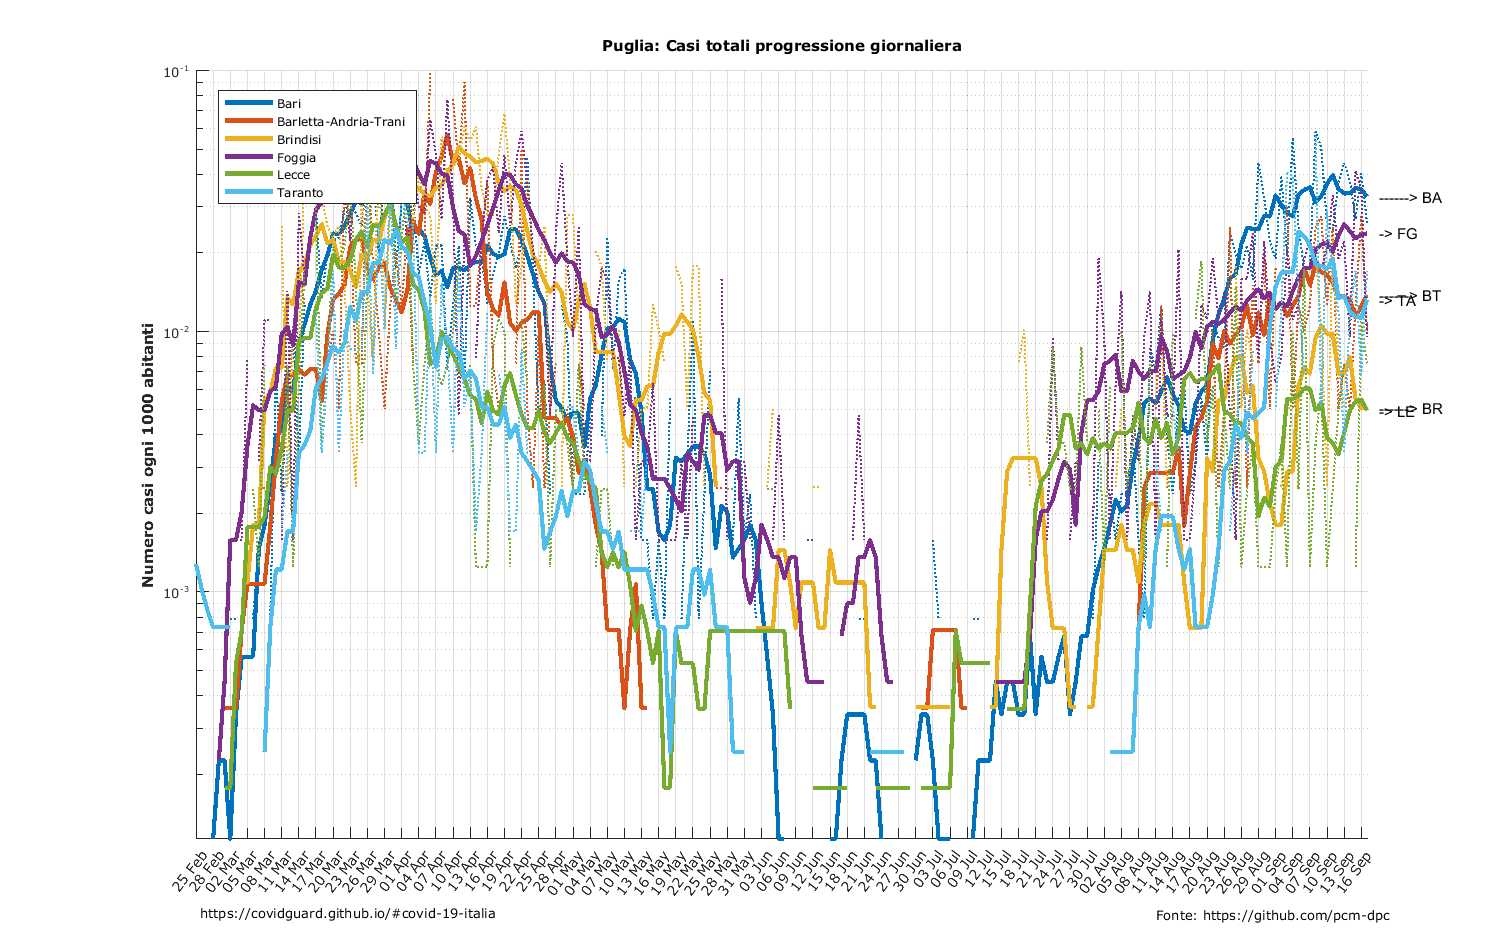 Puglia: Casi totali progressione giornaliera
10-1
Bari
Barletta-Andria-Trani
Brindisi
Foggia
Lecce
Taranto
10-2
10-3
Numero casi ogni 1000 abitanti
------> BA
-> FG
------> BT
-> TA
------> BR
-> LE
25 Feb
28 Feb
02 Mar
05 Mar
08 Mar
11 Mar
14 Mar
17 Mar
20 Mar
23 Mar
26 Mar
29 Mar
01 Apr
04 Apr
07 Apr
10 Apr
13 Apr
16 Apr
19 Apr
22 Apr
25 Apr
28 Apr
01 May
04 May
07 May
10 May
13 May
16 May
19 May
22 May
25 May
28 May
31 May
03 Jun
06 Jun
09 Jun
12 Jun
15 Jun
18 Jun
21 Jun
24 Jun
27 Jun
30 Jun
03 Jul
06 Jul
09 Jul
12 Jul
15 Jul
18 Jul
21 Jul
24 Jul
27 Jul
30 Jul
02 Aug
05 Aug
08 Aug
11 Aug
14 Aug
17 Aug
20 Aug
23 Aug
26 Aug
29 Aug
01 Sep
04 Sep
07 Sep
10 Sep
13 Sep
16 Sep
https://covidguard.github.io/#covid-19-italia
Fonte: https://github.com/pcm-dpc